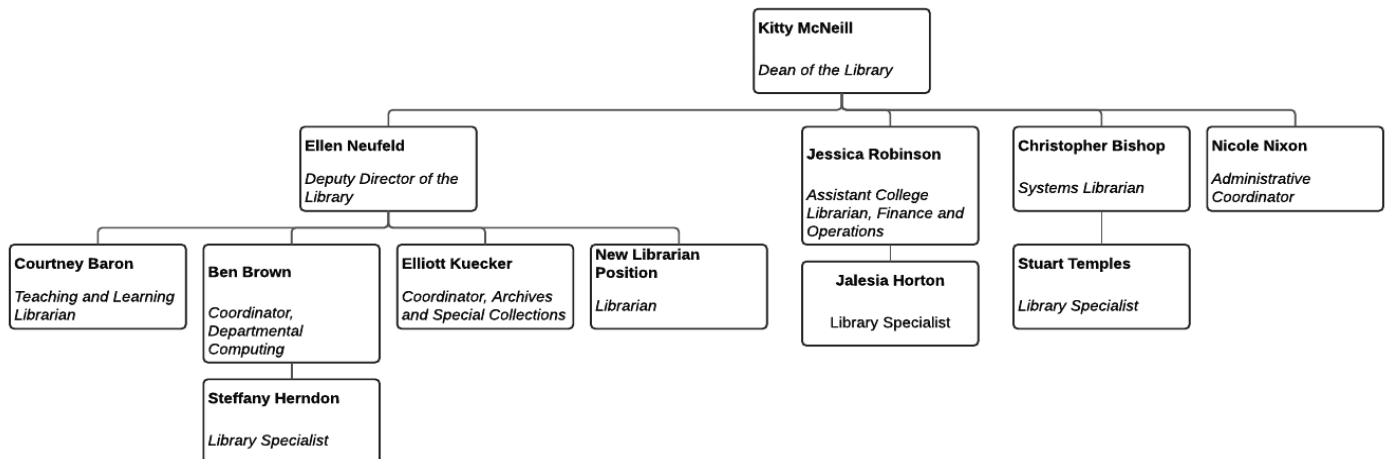 Kitty McNeill
Dean of the Library
Ellen Neufeld
Deputy Director of the
Library
Jessica Robinson
Assistant College
Librarian, Finance and
Operations
Christopher Bishop
Systems Librarian
Nicole Nixon
Administrative
Coordinator
Courtney Baron
Teaching and Learning
Librarian
Ben Brown
Coordinator,
Departmental
Computing
Elliott Kuecker
Coordinator, Archives
and Special Collections
New Librarian
Position
Librarian
Jalesia Horton
Library Specialist
Stuart Temples
Library Specialist
Steffany Herndon
Library Specialist